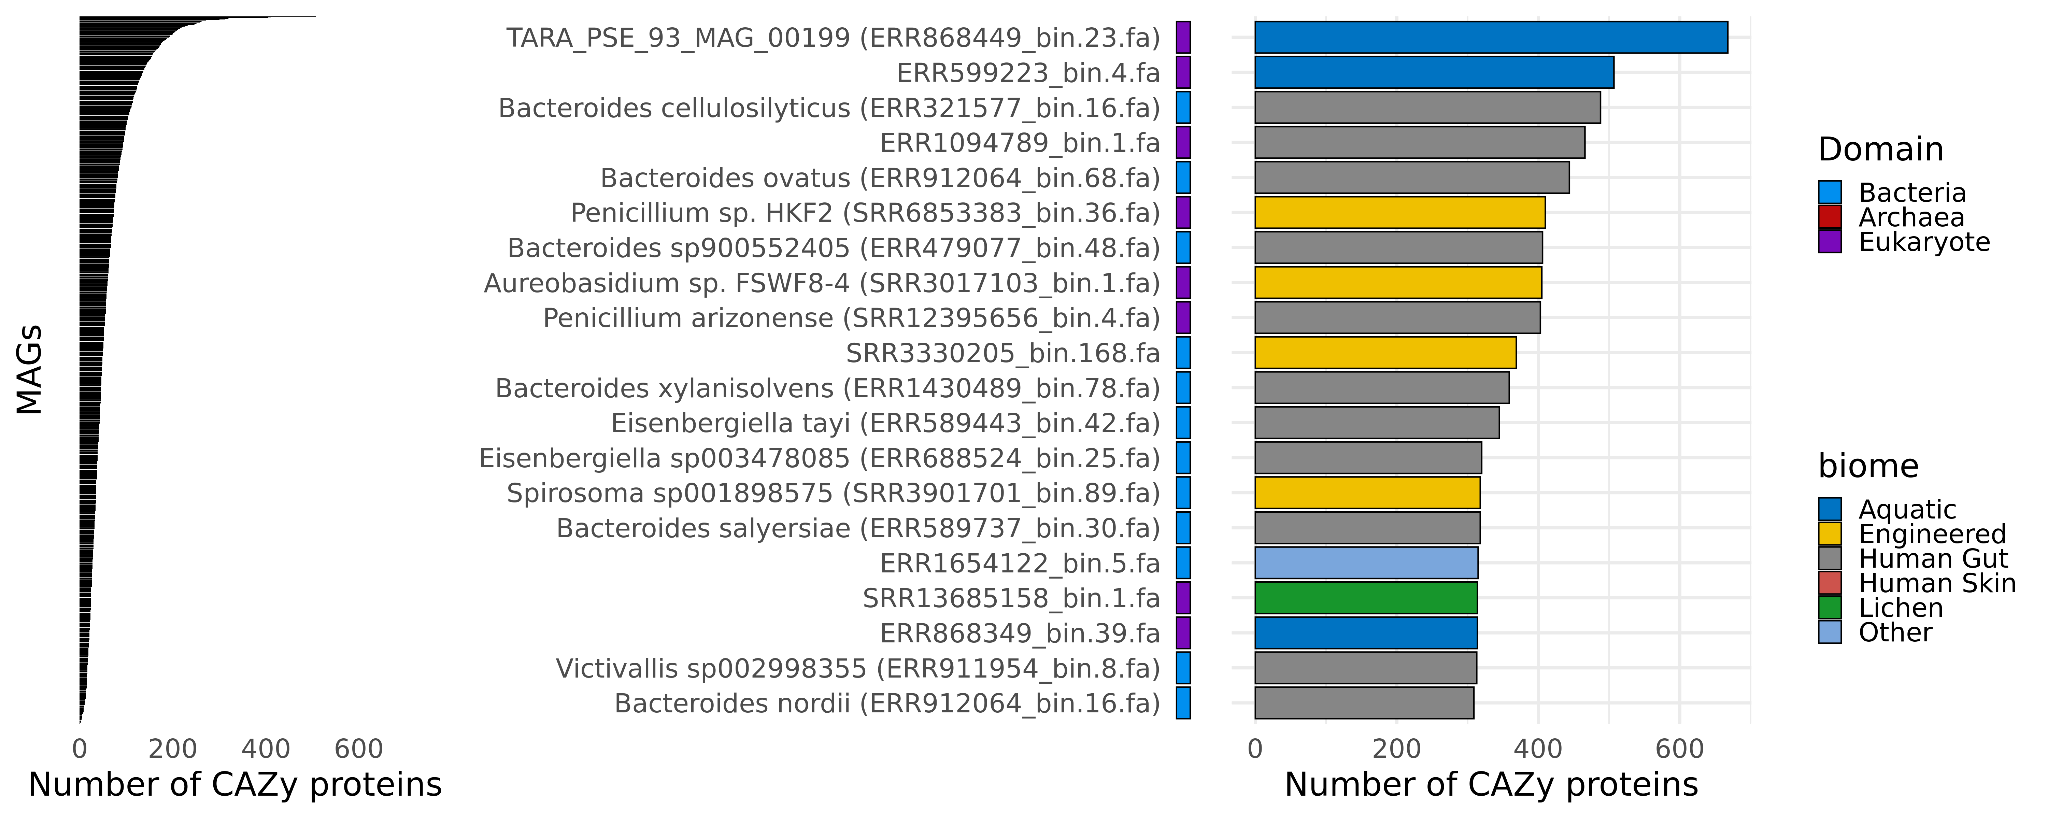 MAGs
0 200 400 600
Number of CAZy proteins
TARA_PSE_93_MAG_00199 (ERR868449_bin.23.fa)
ERR599223_bin.4.fa
Bacteroides cellulosilyticus (ERR321577_bin.16.fa)
ERR1094789_bin.1.fa
Bacteroides ovatus (ERR912064_bin.68.fa)
Penicillium sp. HKF2 (SRR6853383_bin.36.fa)
Bacteroides sp900552405 (ERR479077_bin.48.fa)
Aureobasidium sp. FSWF8-4 (SRR3017103_bin.1.fa)
Penicillium arizonense (SRR12395656_bin.4.fa)
SRR3330205_bin.168.fa
Bacteroides xylanisolvens (ERR1430489_bin.78.fa)
Eisenbergiella tayi (ERR589443_bin.42.fa)
Eisenbergiella sp003478085 (ERR688524_bin.25.fa)
Spirosoma sp001898575 (SRR3901701_bin.89.fa)
Bacteroides salyersiae (ERR589737_bin.30.fa)
ERR1654122_bin.5.fa
SRR13685158_bin.1.fa
ERR868349_bin.39.fa
Victivallis sp002998355 (ERR911954_bin.8.fa)
Bacteroides nordii (ERR912064_bin.16.fa)
0 200 400 600
Number of CAZy proteins
Domain
Bacteria
Archaea
Eukaryote
biome
Aquatic
Engineered
Human Gut
Human Skin
Lichen
Other